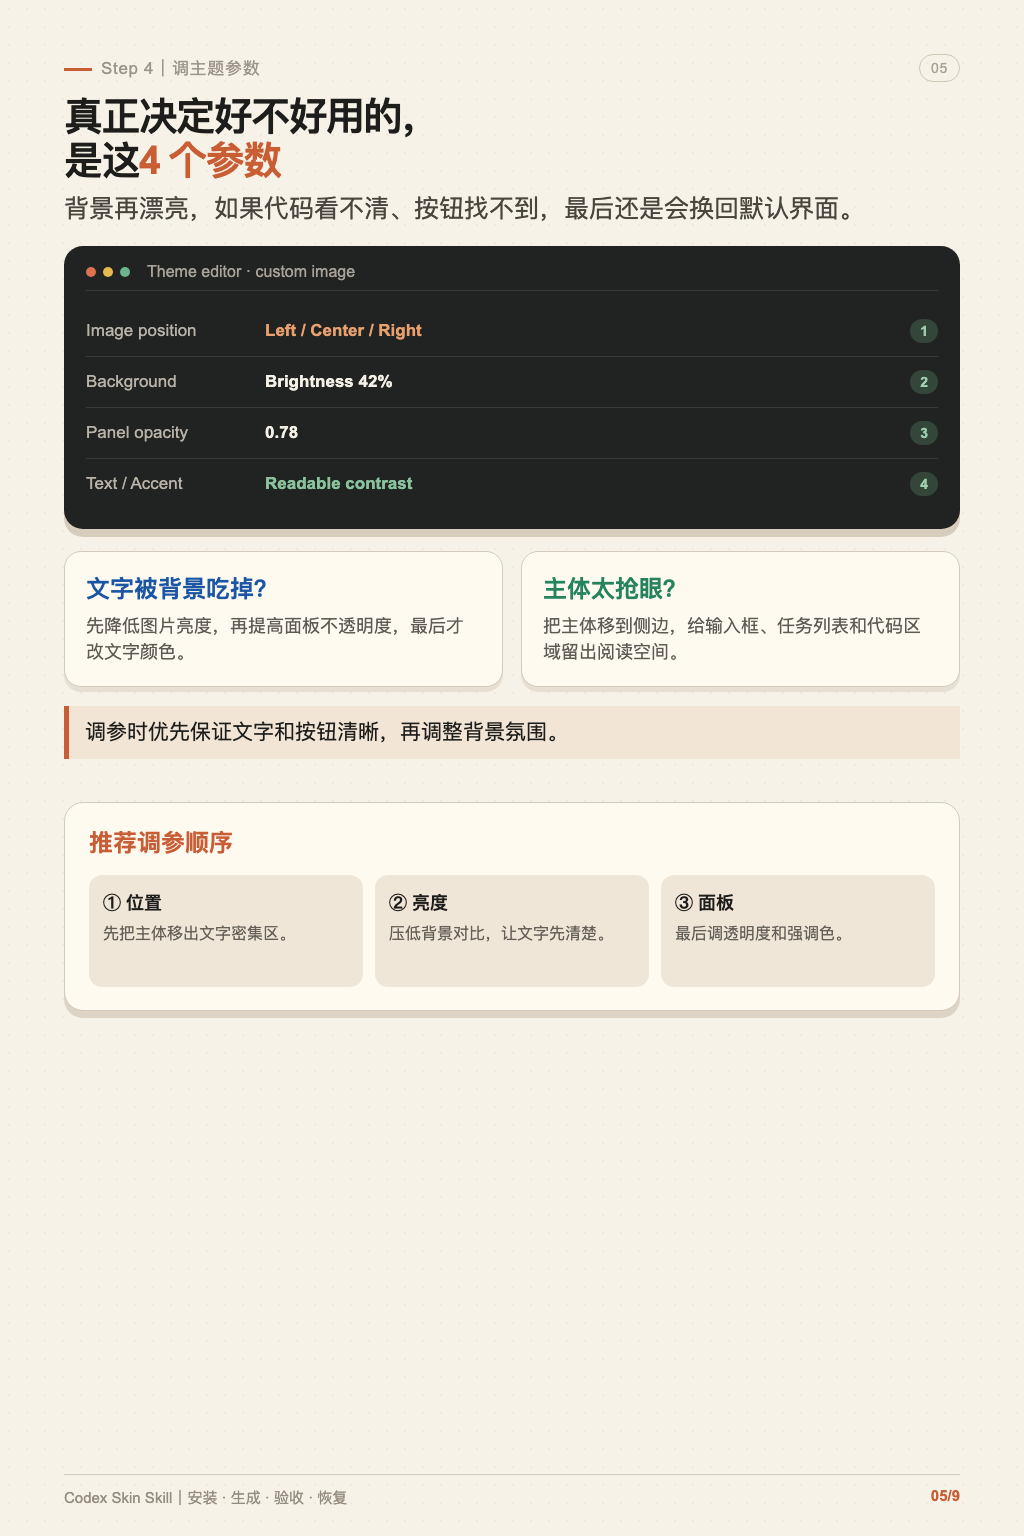 Step 4｜调主题参数
05
真正决定好不好用的，
是这4 个参数
背景再漂亮，如果代码看不清、按钮找不到，最后还是会换回默认界面。
Theme editor · custom image
Image position Left / Center / Right 1
Background Brightness 42% 2
Panel opacity 0.78 3
Text / Accent Readable contrast 4
文字被背景吃掉？
先降低图片亮度，再提高面板不透明度，最后才
改文字颜色。
主体太抢眼？
把主体移到侧边，给输入框、任务列表和代码区
域留出阅读空间。
调参时优先保证文字和按钮清晰，再调整背景氛围。
推荐调参顺序
① 位置
先把主体移出文字密集区。
② 亮度
压低背景对比，让文字先清楚。
③ 面板
最后调透明度和强调色。
Codex Skin Skill｜安装 · 生成 · 验收 · 恢复
05/9